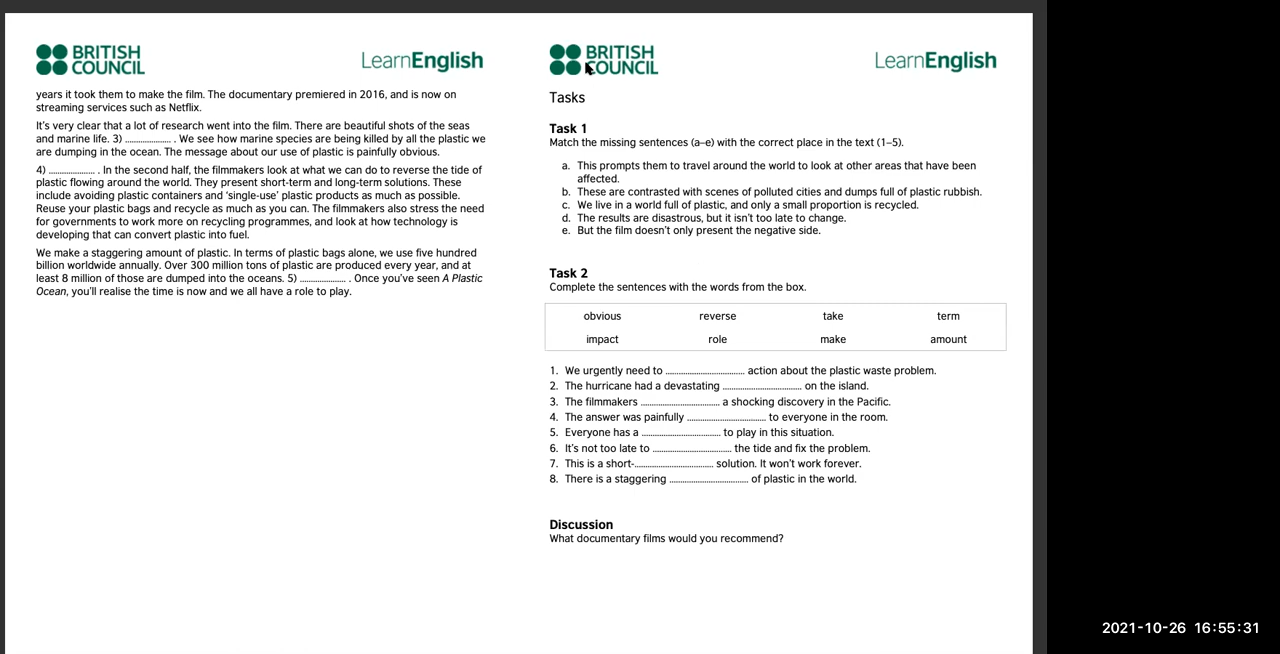 BRITISH
COUNCIL
LearnEnglish
years it took them to make the film. The documentary premiered in 2016, and is now on
streaming services such as Netflix.
It's very clear that a lot of research went into the film. There are beautiful shots of the seas
and marine life. 3) ..................... . We see how marine species are being killed by all the plastic we
are dumping in the ocean. The message about our use of plastic is painfully obvious.
4) ..................... . In the second half, the filmmakers look at what we can do to reverse the tide of
plastic flowing around the world. They present short-term and long-term solutions. These
include avoiding plastic containers and ‘single-use’ plastic products as much as possible.
Reuse your plastic bags and recycle as much as you can. The filmmakers also stress the need
for governments to work more on recycling programmes, and look at how technology is
developing that can convert plastic into fuel.
We make a staggering amount of plastic. In terms of plastic bags alone, we use five hundred
billion worldwide annually. Over 300 million tons of plastic are produced every year, and at
least 8 million of those are dumped into the oceans. 5) ..................... . Once you've seen A Plastic
Ocean, you'll realise the time is now and we all have a role to play.
BRITISH
COUNCIL
LearnEnglish
Tasks
Task 1
Match the missing sentences (a–e) with the correct place in the text (1–5).
a. This prompts them to travel around the world to look at other areas that have been
affected.
b. These are contrasted with scenes of polluted cities and dumps full of plastic rubbish.
c. We live in a world full of plastic, and only a small proportion is recycled.
d. The results are disastrous, but it isn't too late to change.
e. But the film doesn't only present the negative side.
Task 2
Complete the sentences with the words from the box.
obvious reverse take term
impact role make amount
1. We urgently need to .................................... action about the plastic waste problem.
2. The hurricane had a devastating .................................... on the island.
3. The filmmakers .................................... a shocking discovery in the Pacific.
4. The answer was painfully .................................... to everyone in the room.
5. Everyone has a .................................... to play in this situation.
6. It's not too late to .................................... the tide and fix the problem.
7. This is a short-.................................... solution. It won't work forever.
8. There is a staggering .................................... of plastic in the world.
Discussion
What documentary films would you recommend?
2021-10-26 16:55:31